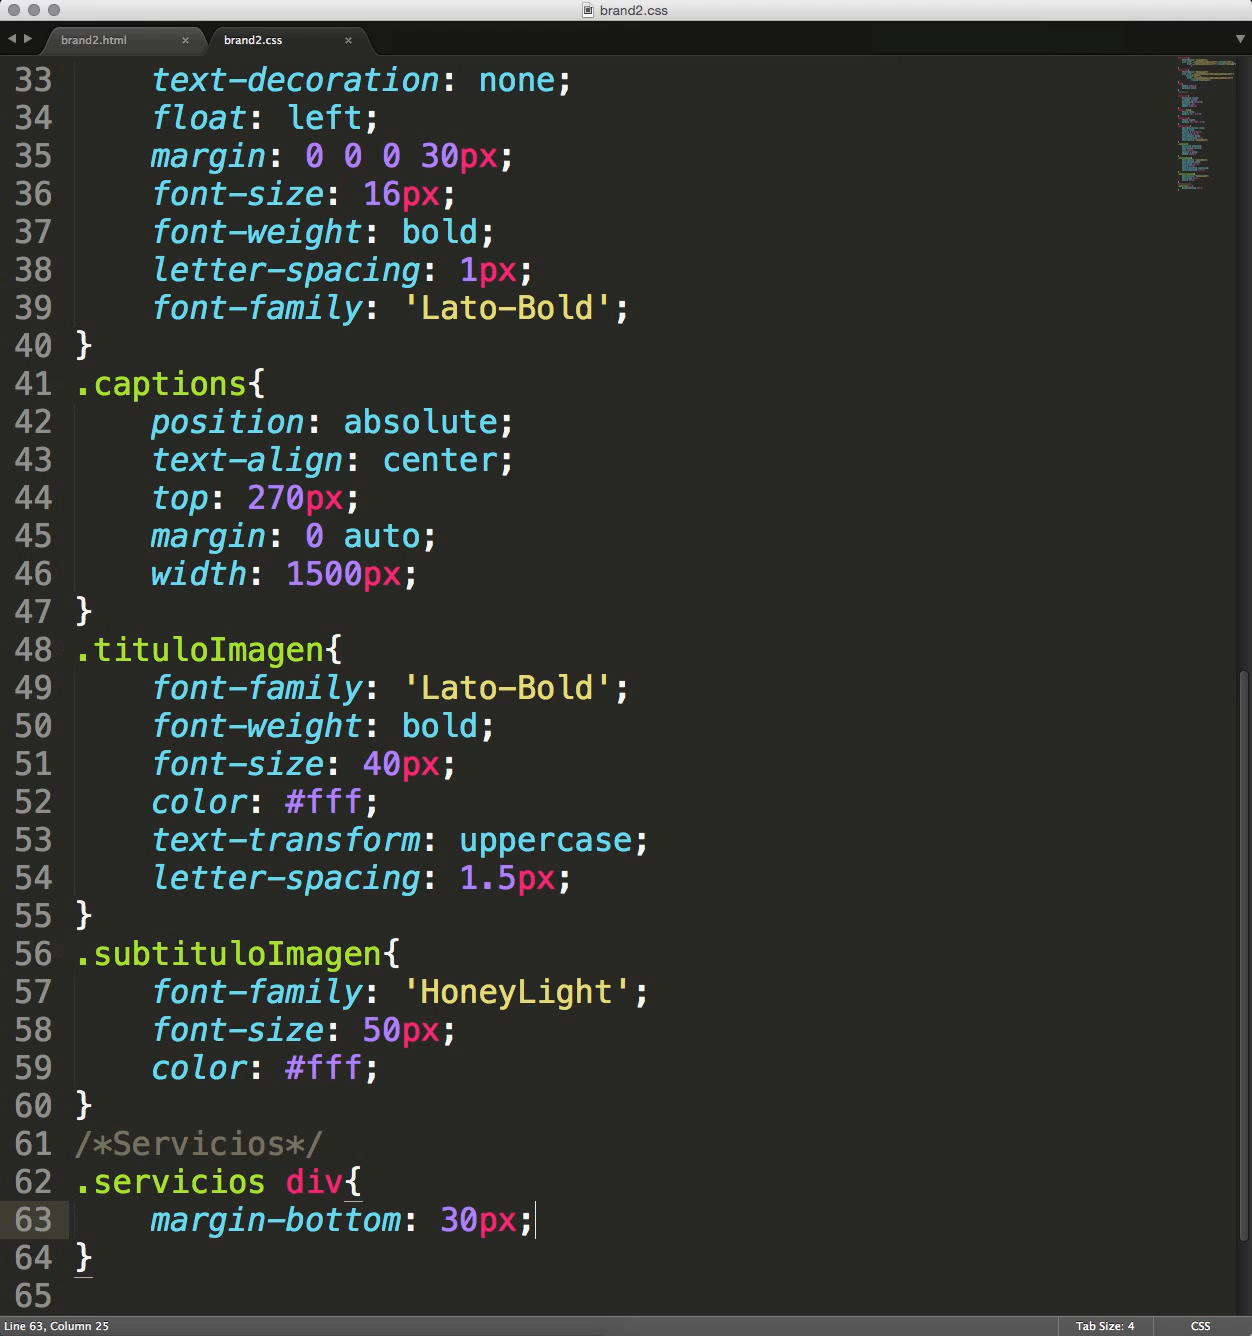 brand2.css
brand2.html × brand2.css ×
33 text-decoration: none;
34 float: left;
35 margin: 0 0 0 30px;
36 font-size: 16px;
37 font-weight: bold;
38 letter-spacing: 1px;
39 font-family: 'Lato-Bold';
40 }
41 .captions{
42 position: absolute;
43 text-align: center;
44 top: 270px;
45 margin: 0 auto;
46 width: 1500px;
47 }
48 .tituloImagen{
49 font-family: 'Lato-Bold';
50 font-weight: bold;
51 font-size: 40px;
52 color: #fff;
53 text-transform: uppercase;
54 letter-spacing: 1.5px;
55 }
56 .subtituloImagen{
57 font-family: 'HoneyLight';
58 font-size: 50px;
59 color: #fff;
60 }
61 /*Servicios*/
62 .servicios div{
63 margin-bottom: 30px;
64 }
65
Line 63, Column 25 Tab Size: 4 CSS